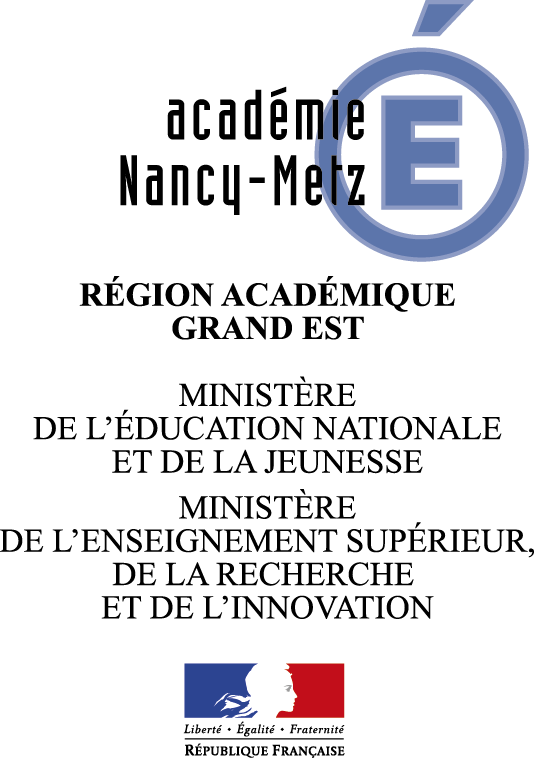 académie
Nancy-Metz
É
RÉGION ACADÉMIQUE
GRAND EST
MINISTÈRE
DE L’ÉDUCATION NATIONALE
ET DE LA JEUNESSE
MINISTÈRE
DE L’ENSEIGNEMENT SUPÉRIEUR,
DE LA RECHERCHE
ET DE L’INNOVATION
Liberté • Égalité • Fraternité
RÉPUBLIQUE FRANÇAISE